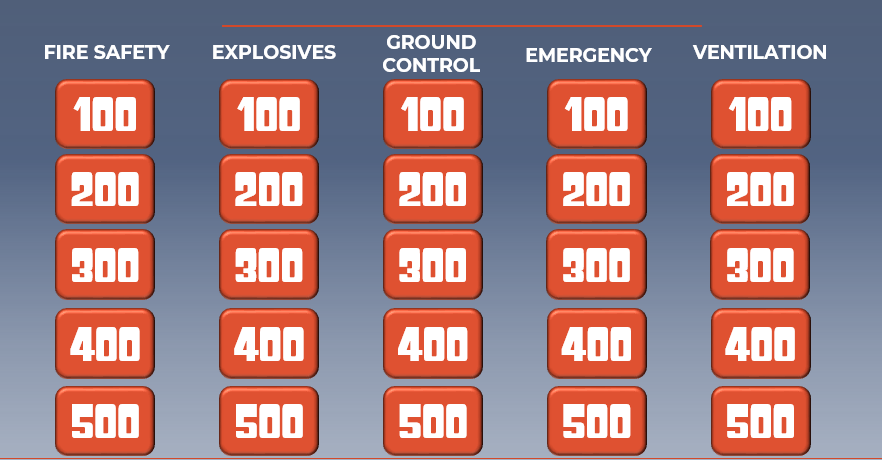 FIRE SAFETY
EXPLOSIVES
GROUND
CONTROL
EMERGENCY
VENTILATION
100 100 100 100 100
200 200 200 200 200
300 300 300 300 300
400 400 400 400 400
500 500 500 500 500